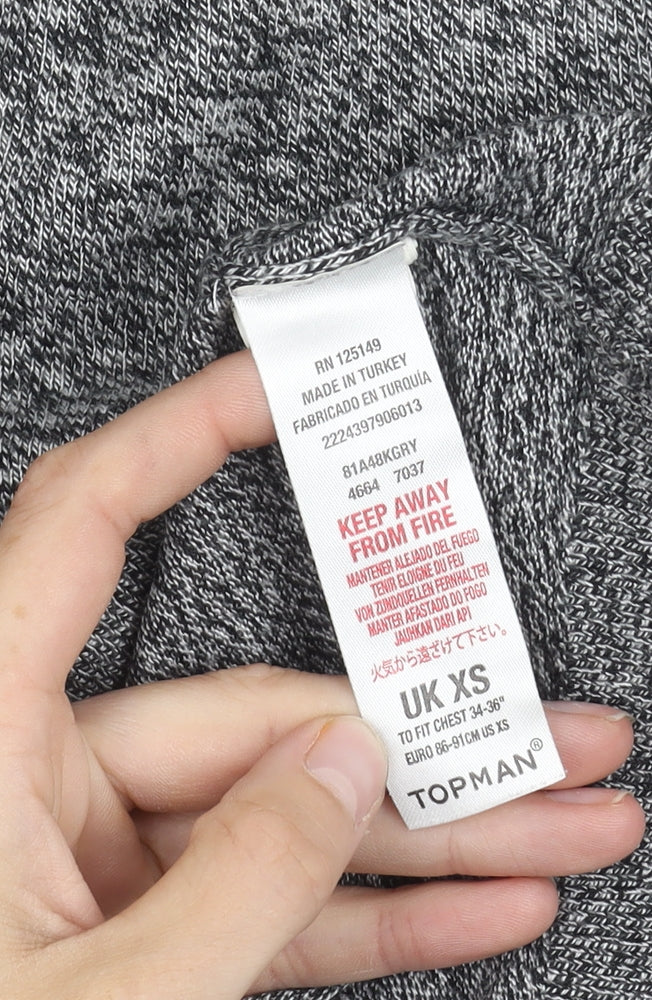 RN 125149
MADE IN TURKEY
FABRICADO EN TURQUÍA
2224397906013
81A48KGRY
4664 7037
KEEP AWAY
FROM FIRE
MANTENER ALEJADO DEL FUEGO
TENIR ELOIGNE DU FEU
VON ZUNDQUELLEN FERNHALTEN
MANTER AFASTADO DO FOGO
JAUHKAN DARI API
火気から遠ざけて下さい。
UK XS
TO FIT CHEST 34-36"
EURO 86-91CM US XS
TOPMAN®